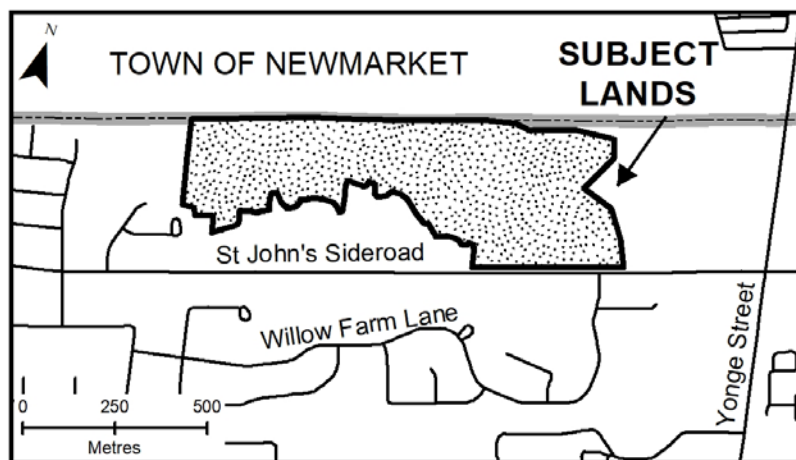 N
TOWN OF NEWMARKET
SUBJECT
LANDS
St John's Sideroad
Willow Farm Lane
Yonge Street
0 250 500
Metres